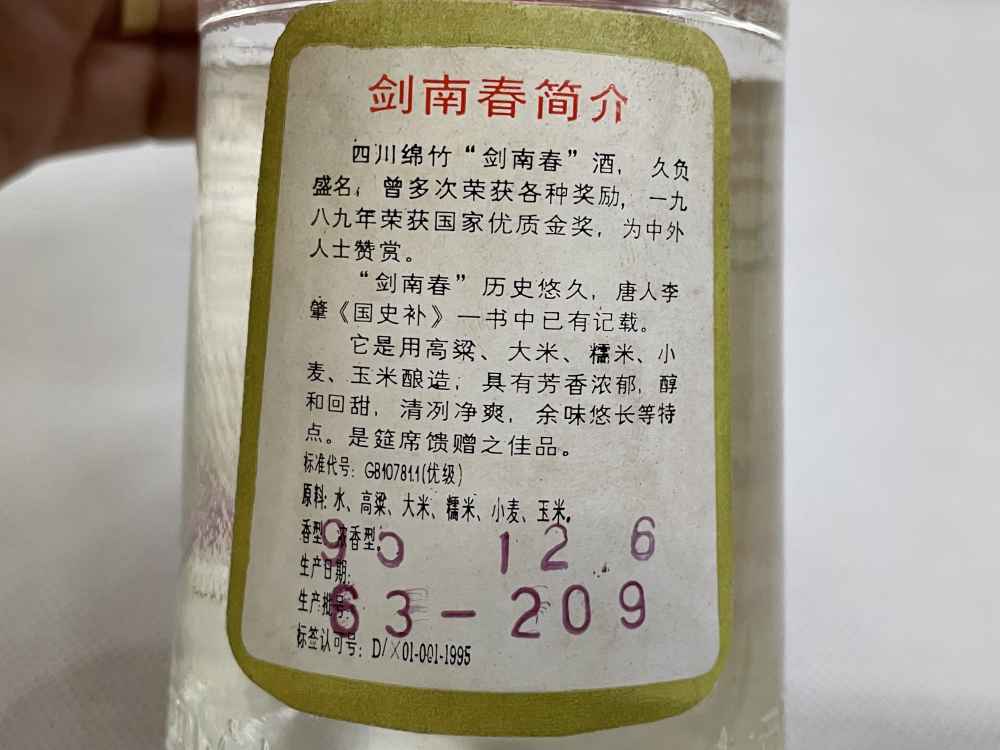 剑南春简介
四川绵竹“剑南春”酒，久负
盛名，曾多次荣获各种奖励，一九
八九年荣获国家优质金奖，为中外
人士赞赏。
“剑南春”历史悠久，唐人李
肇《国史补》一书中已有记载。
它是用高粱、大米、糯米、小
麦、玉米酿造，具有芳香浓郁，醇
和回甜，清冽净爽，余味悠长等特
点。是筵席馈赠之佳品。
标准代号：GB10781.1(优级)
原料：水、高粱、大米、糯米、小麦、玉米。
香型：浓香型。
生产日期：
12 6
生产批号：63-209
标签认可号：D/X01-001-1995